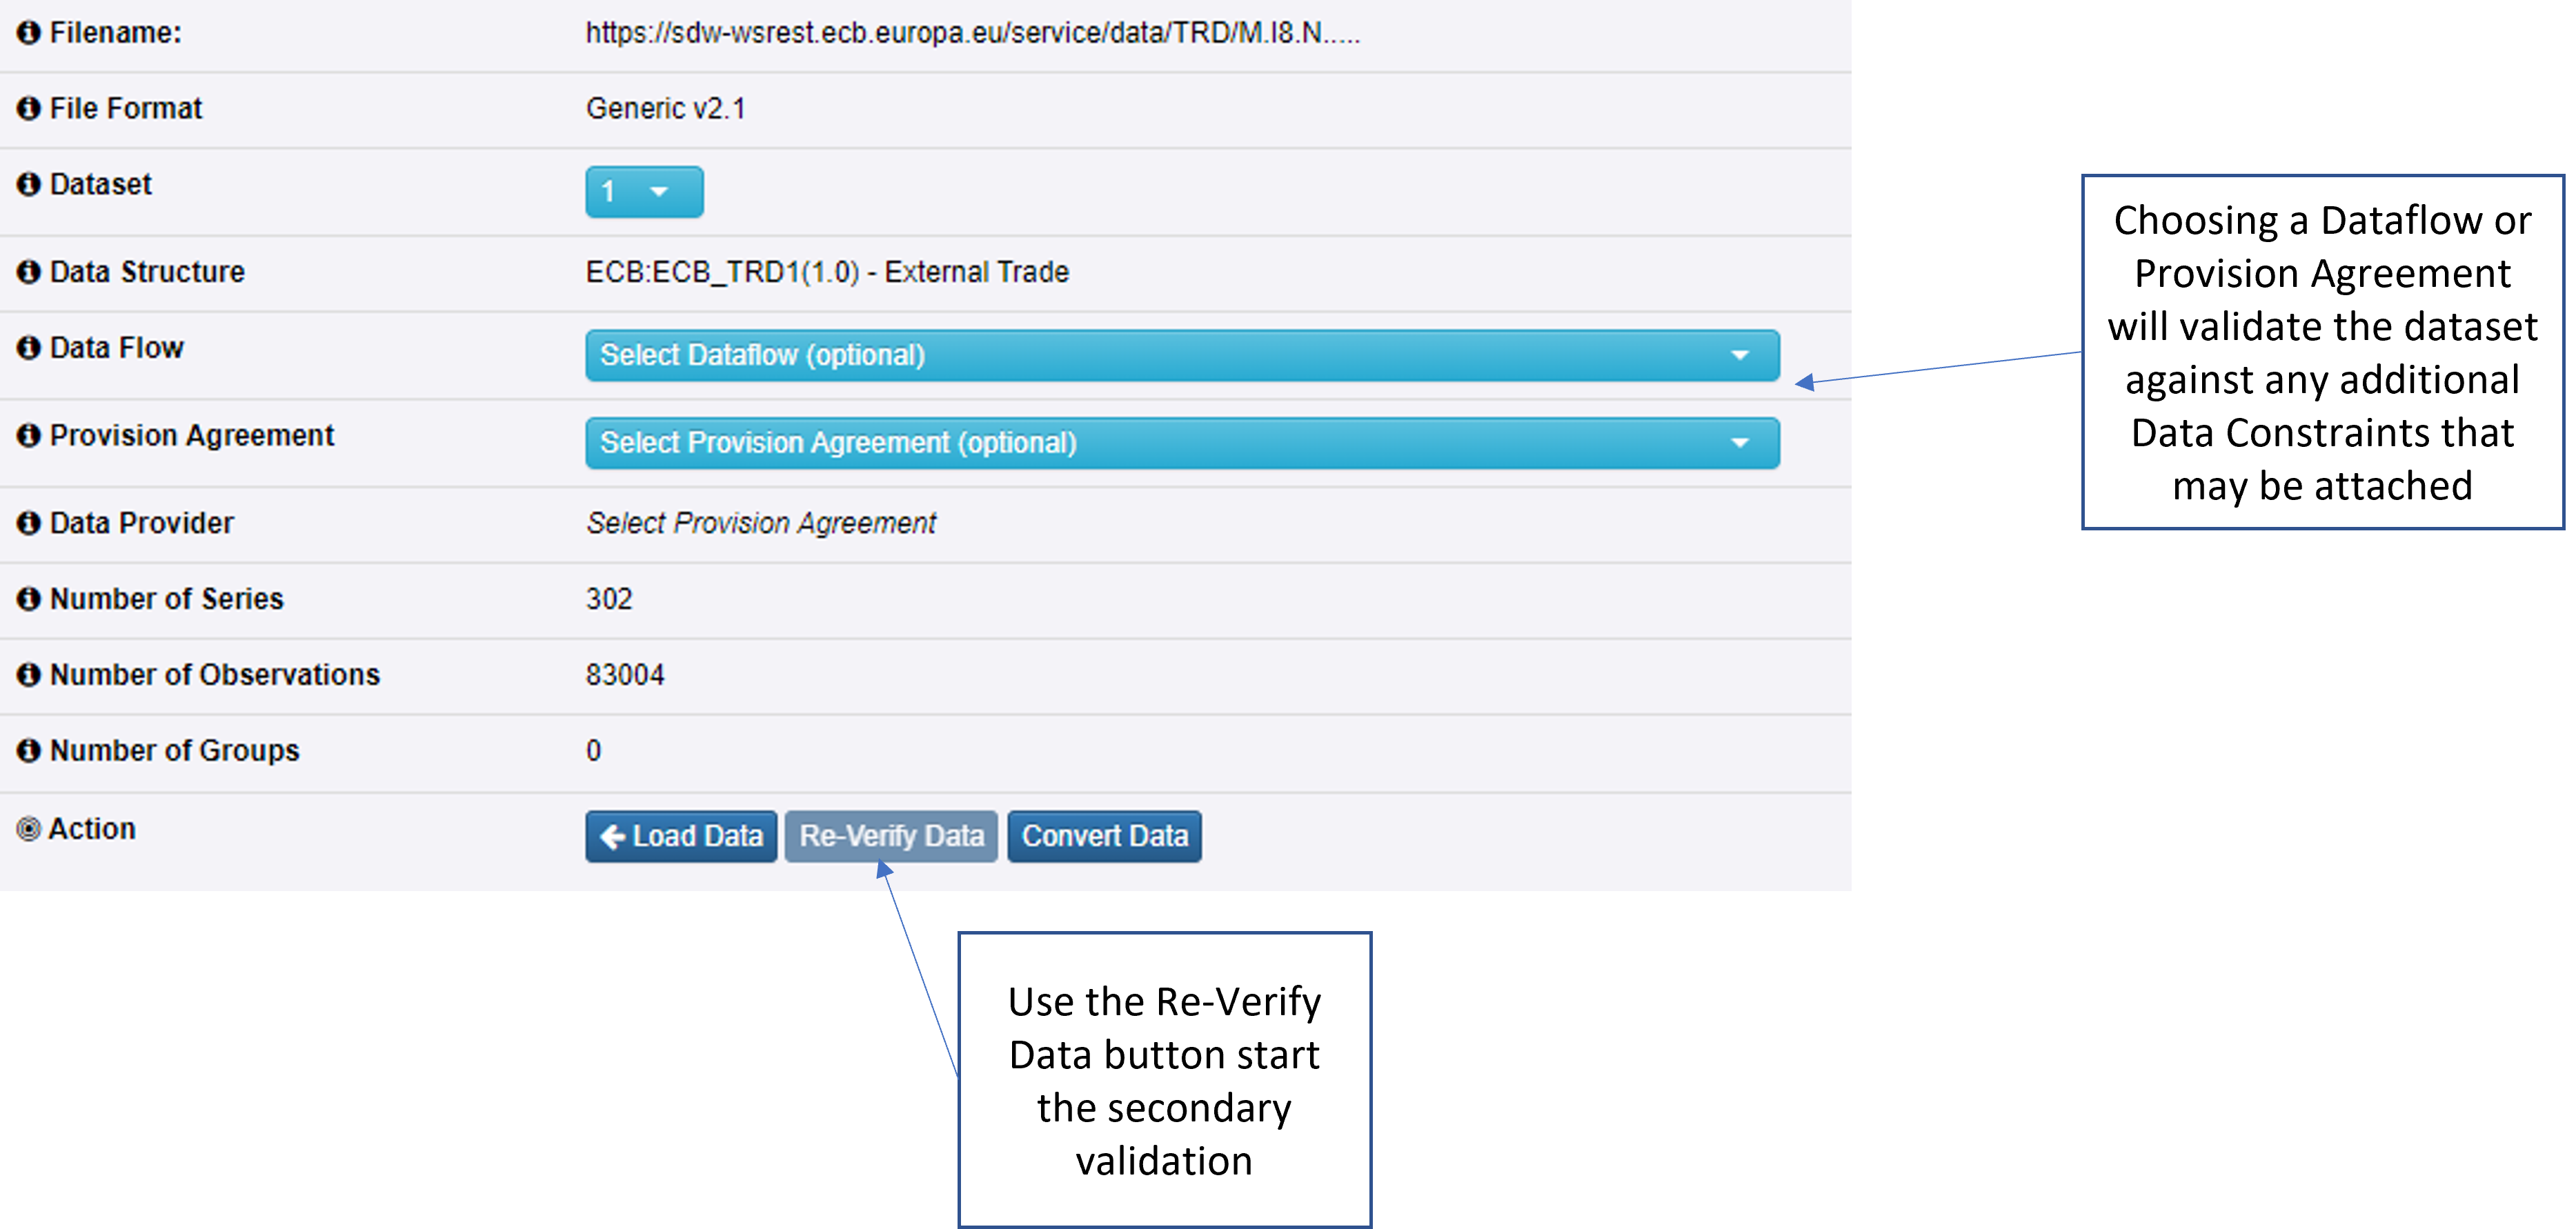 Filename: https://sdw-wsrest.ecb.europa.eu/service/data/TRD/M.I8.N.....
File Format Generic v2.1
Dataset 1
Data Structure ECB:ECB_TRD1(1.0) - External Trade
Data Flow Select Dataflow (optional)
Provision Agreement Select Provision Agreement (optional)
Data Provider Select Provision Agreement
Number of Series 302
Number of Observations 83004
Number of Groups 0
Action Load Data Re-Verify Data Convert Data
Choosing a Dataflow or
Provision Agreement
will validate the dataset
against any additional
Data Constraints that
may be attached
Use the Re-Verify
Data button start
the secondary
validation